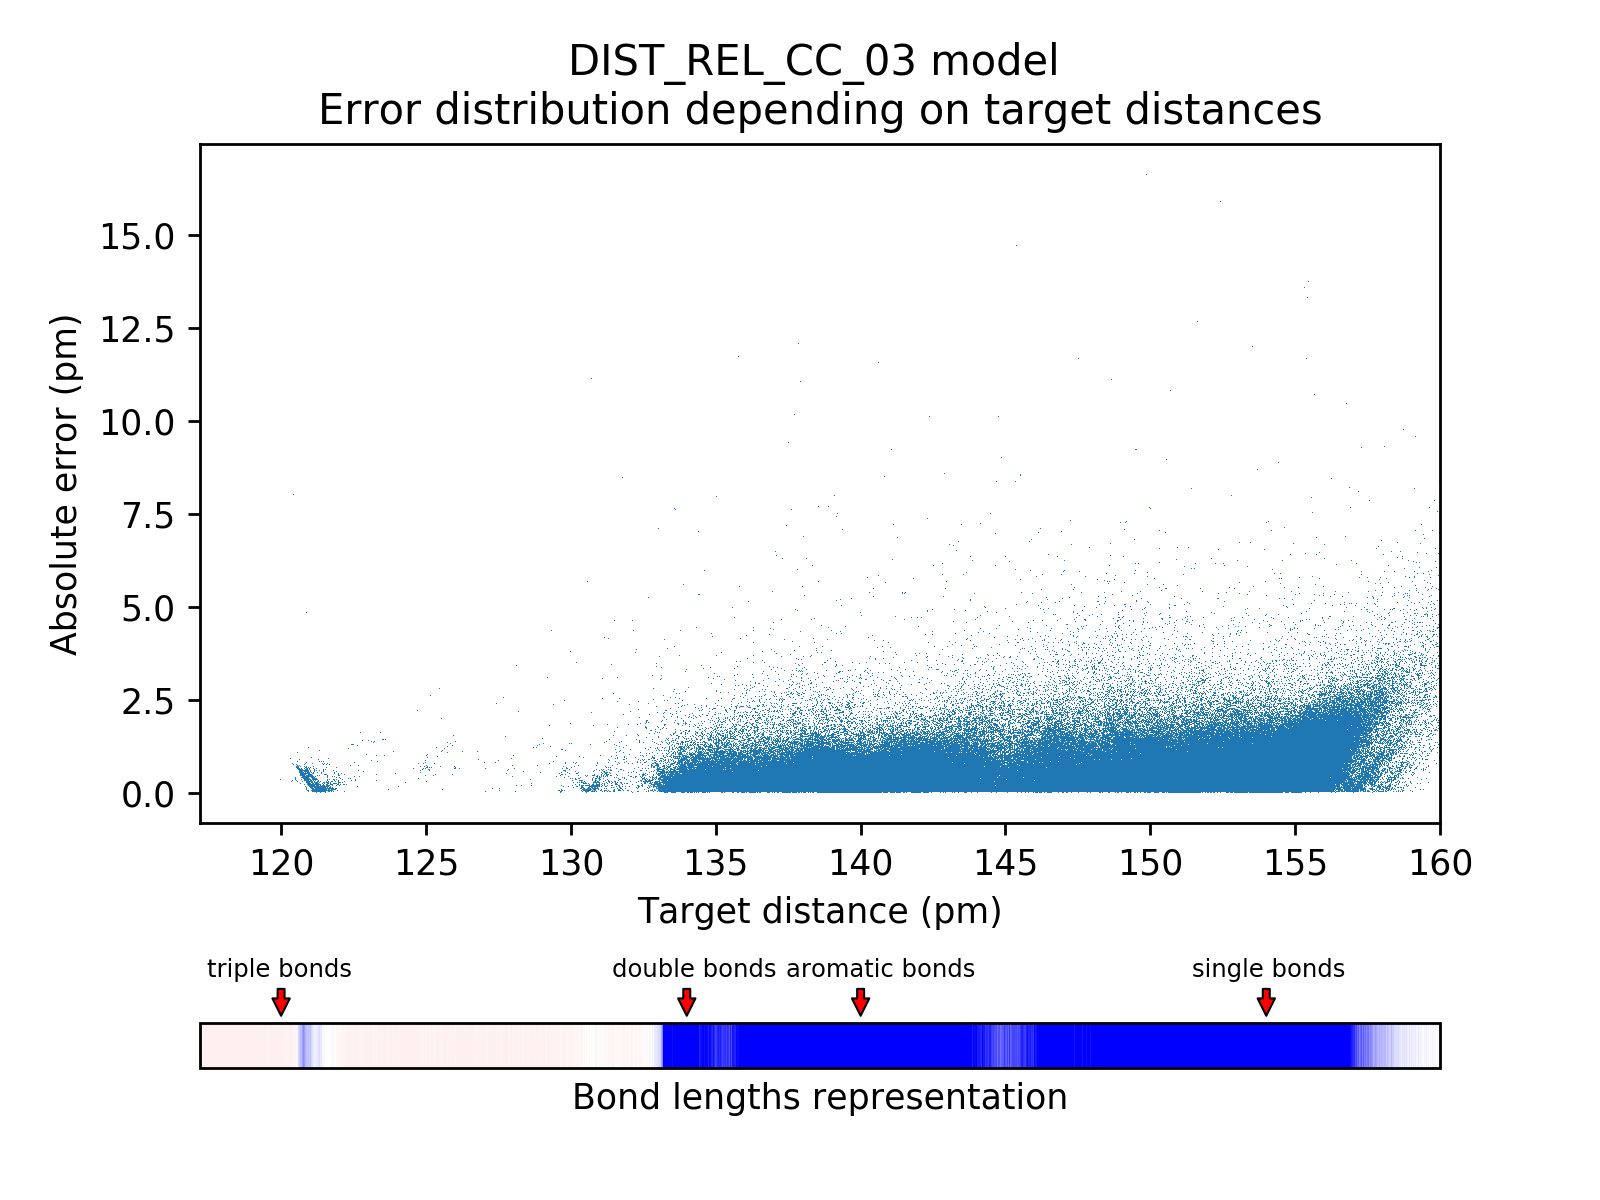 DIST_REL_CC_03 model
Error distribution depending on target distances
Absolute error (pm)
15.0
12.5
10.0
7.5
5.0
2.5
0.0
120 125 130 135 140 145 150 155 160
Target distance (pm)
triple bonds double bonds aromatic bonds single bonds
Bond lengths representation